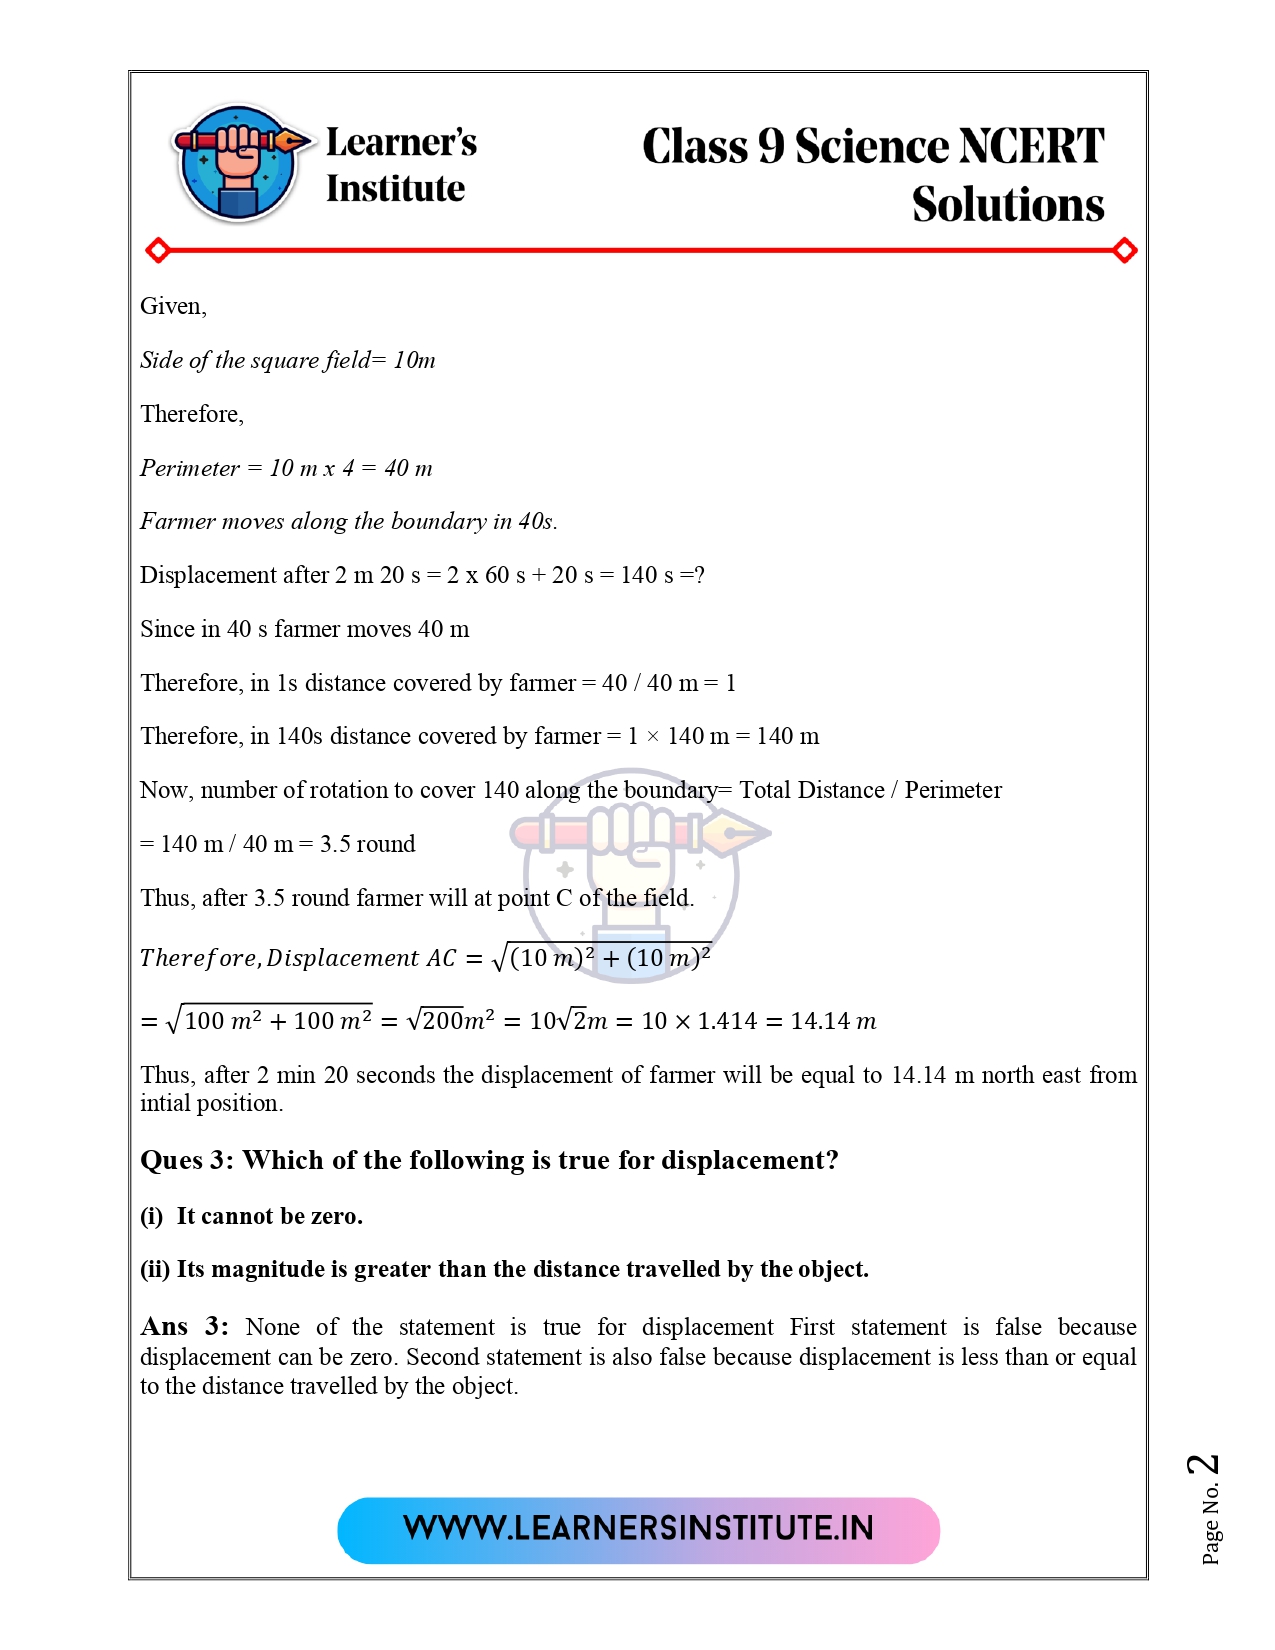 Learner's
Institute
Class 9 Science NCERT
Solutions
Given,
Side of the square field= 10m
Therefore,
Perimeter = 10 m x 4 = 40 m
Farmer moves along the boundary in 40s.
Displacement after 2 m 20 s = 2 x 60 s + 20 s = 140 s =?
Since in 40 s farmer moves 40 m
Therefore, in 1s distance covered by farmer = 40 / 40 m = 1
Therefore, in 140s distance covered by farmer = 1 × 140 m = 140 m
Now, number of rotation to cover 140 along the boundary= Total Distance / Perimeter
= 140 m / 40 m = 3.5 round
Thus, after 3.5 round farmer will at point C of the field.
Therefore, Displacement AC = √(10 m)² + (10 m)²
= √100 m² + 100 m² = √200m² = 10√2m = 10 × 1.414 = 14.14 m
Thus, after 2 min 20 seconds the displacement of farmer will be equal to 14.14 m north east from
intial position.
Ques 3: Which of the following is true for displacement?
(i) It cannot be zero.
(ii) Its magnitude is greater than the distance travelled by the object.
Ans 3: None of the statement is true for displacement First statement is false because
displacement can be zero. Second statement is also false because displacement is less than or equal
to the distance travelled by the object.
WWW.LEARNERSINSTITUTE.IN
Page No. 2